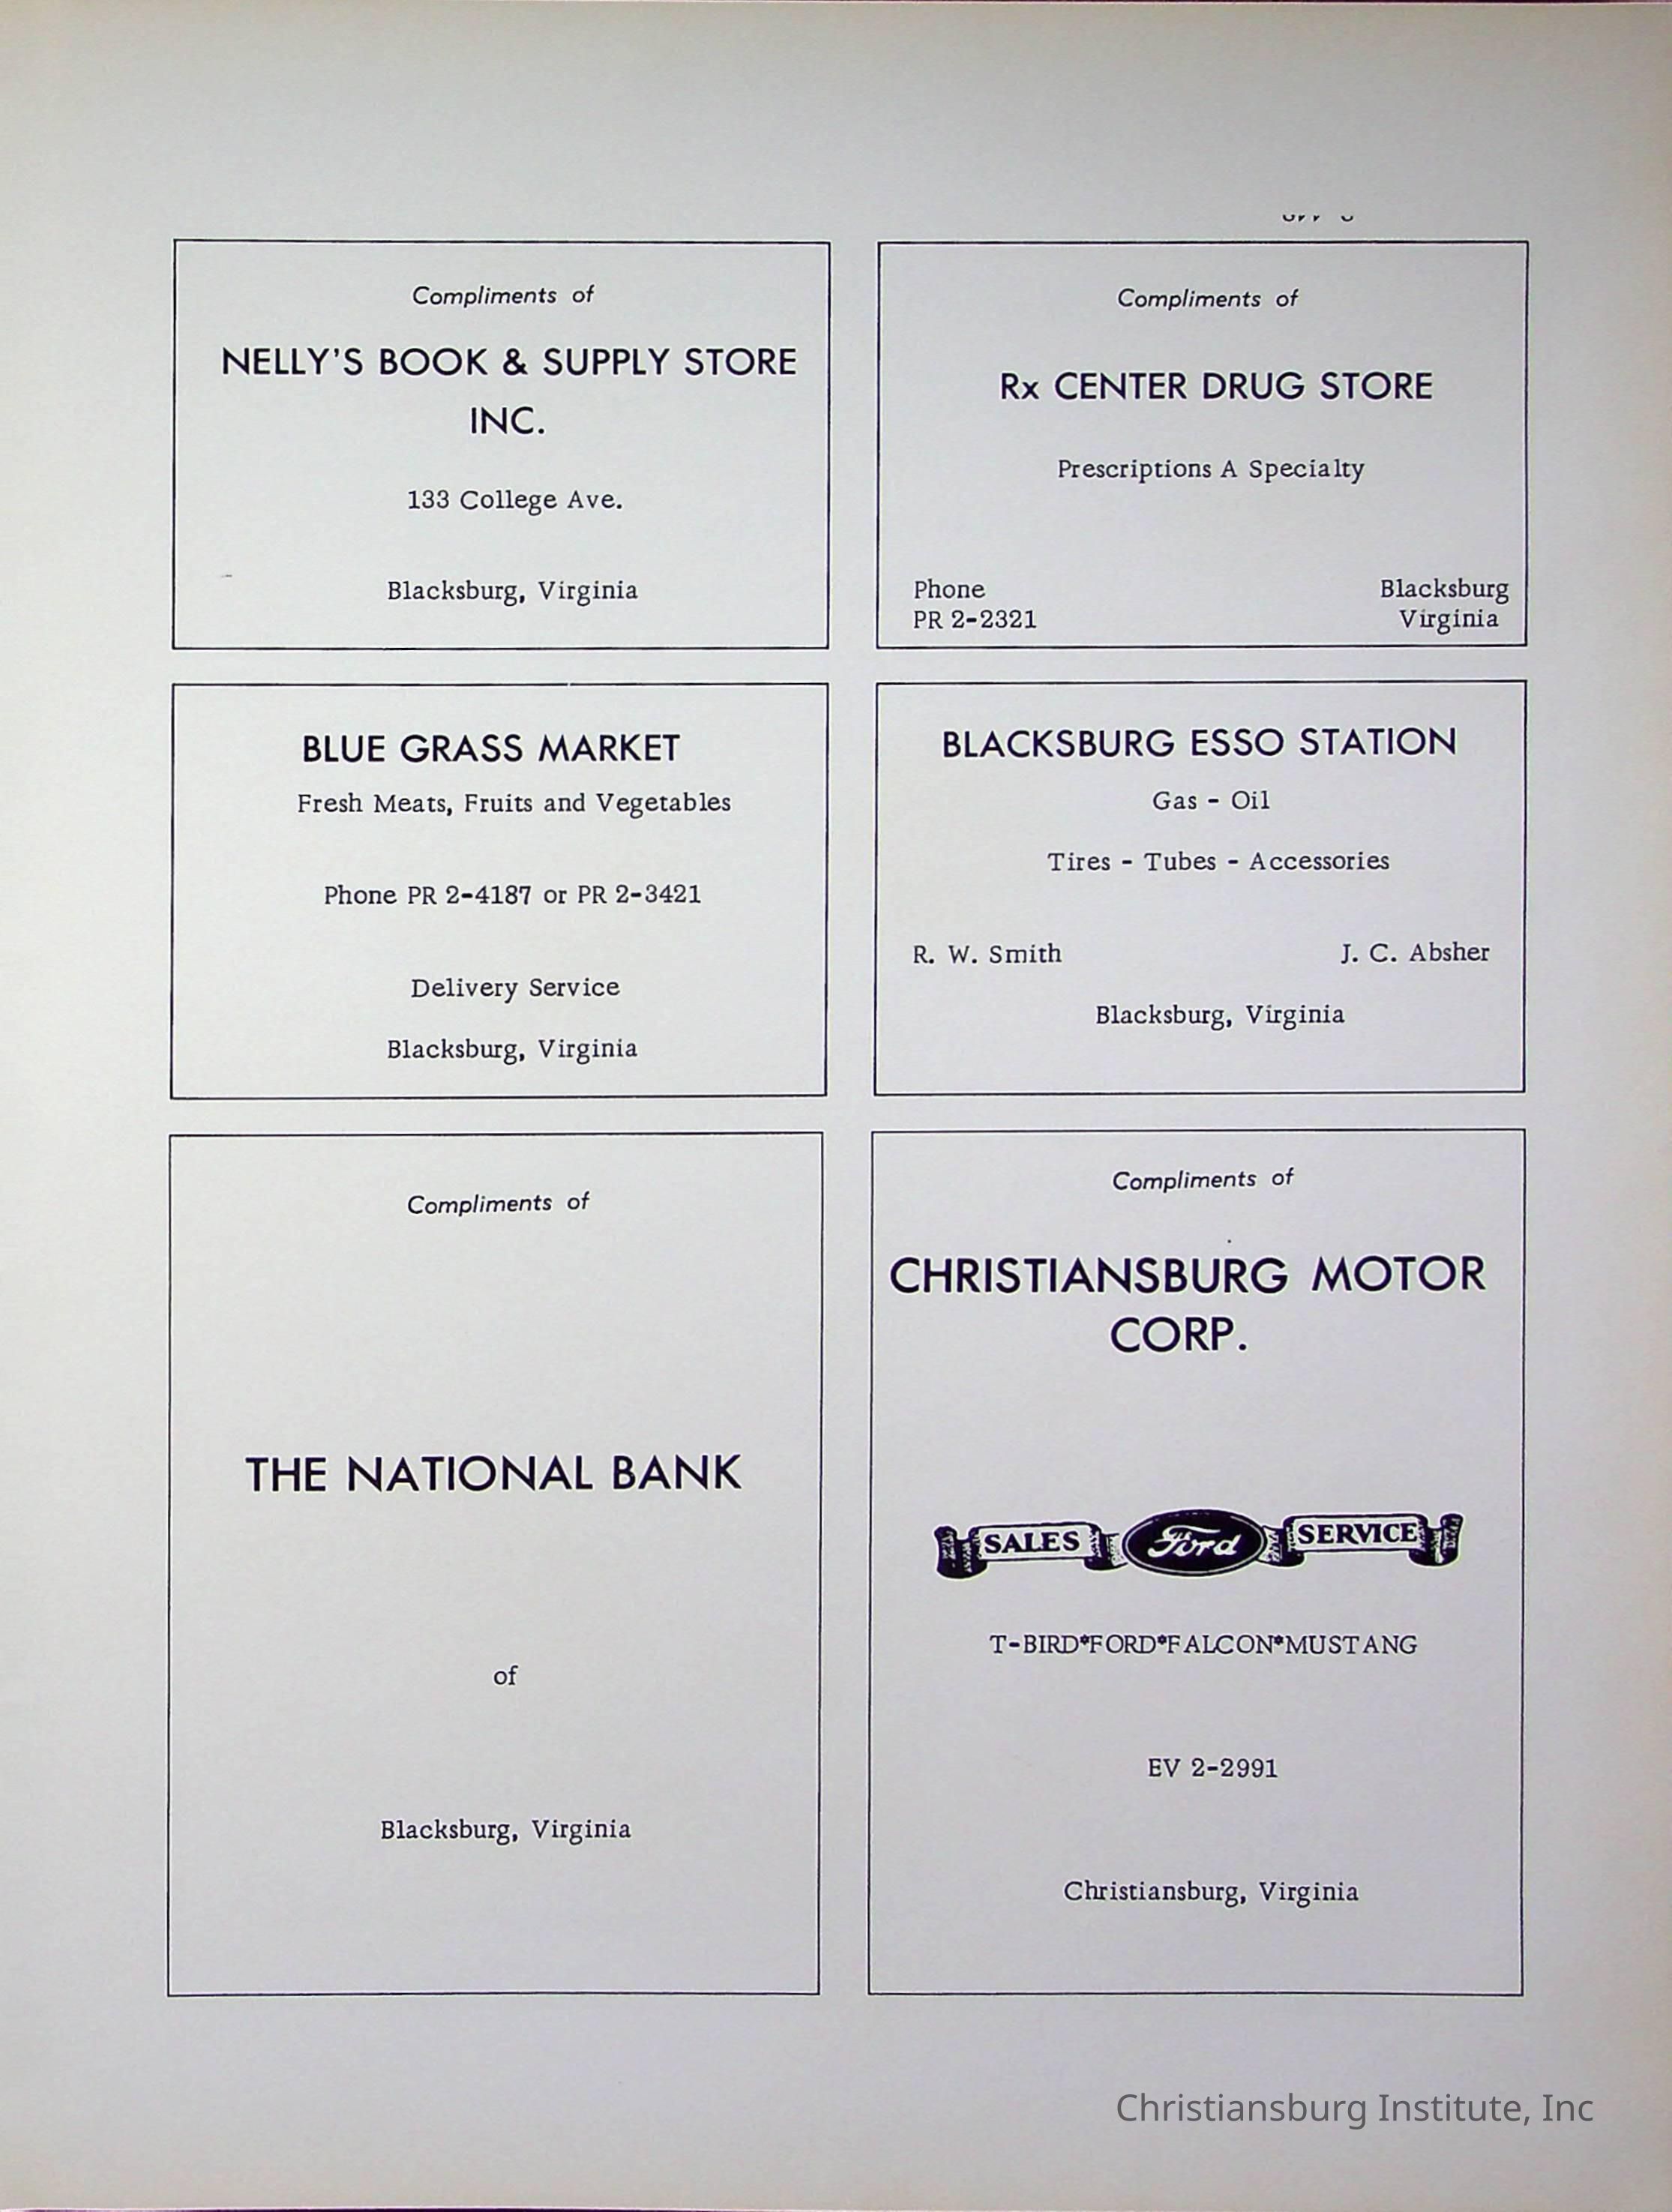 Compliments of
NELLY'S BOOK & SUPPLY STORE
INC.
133 College Ave.
Blacksburg, Virginia
Compliments of
Rx CENTER DRUG STORE
Prescriptions A Specialty
Phone
PR 2-2321
Blacksburg
Virginia
BLUE GRASS MARKET
Fresh Meats, Fruits and Vegetables
Phone PR 2-4187 or PR 2-3421
Delivery Service
Blacksburg, Virginia
BLACKSBURG ESSO STATION
Gas - Oil
Tires - Tubes - Accessories
R. W. Smith
J. C. Absher
Blacksburg, Virginia
Compliments of
THE NATIONAL BANK
of
Blacksburg, Virginia
Compliments of
CHRISTIANSBURG MOTOR
CORP.
SALES Ford SERVICE
T-BIRD*FORD*FALCON*MUSTANG
EV 2-2991
Christiansburg, Virginia
Christiansburg Institute, Inc